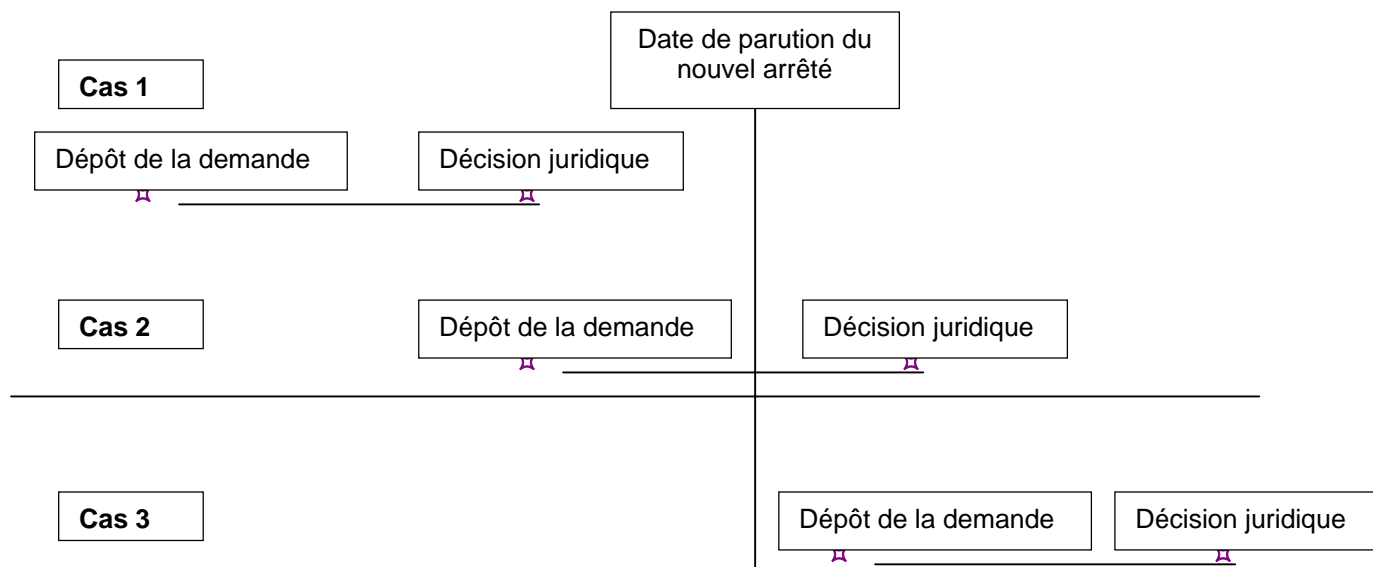 Date de parution du
nouvel arrêté
Cas 1
Dépôt de la demande
Décision juridique
Cas 2
Dépôt de la demande
Décision juridique
Cas 3
Dépôt de la demande
Décision juridique